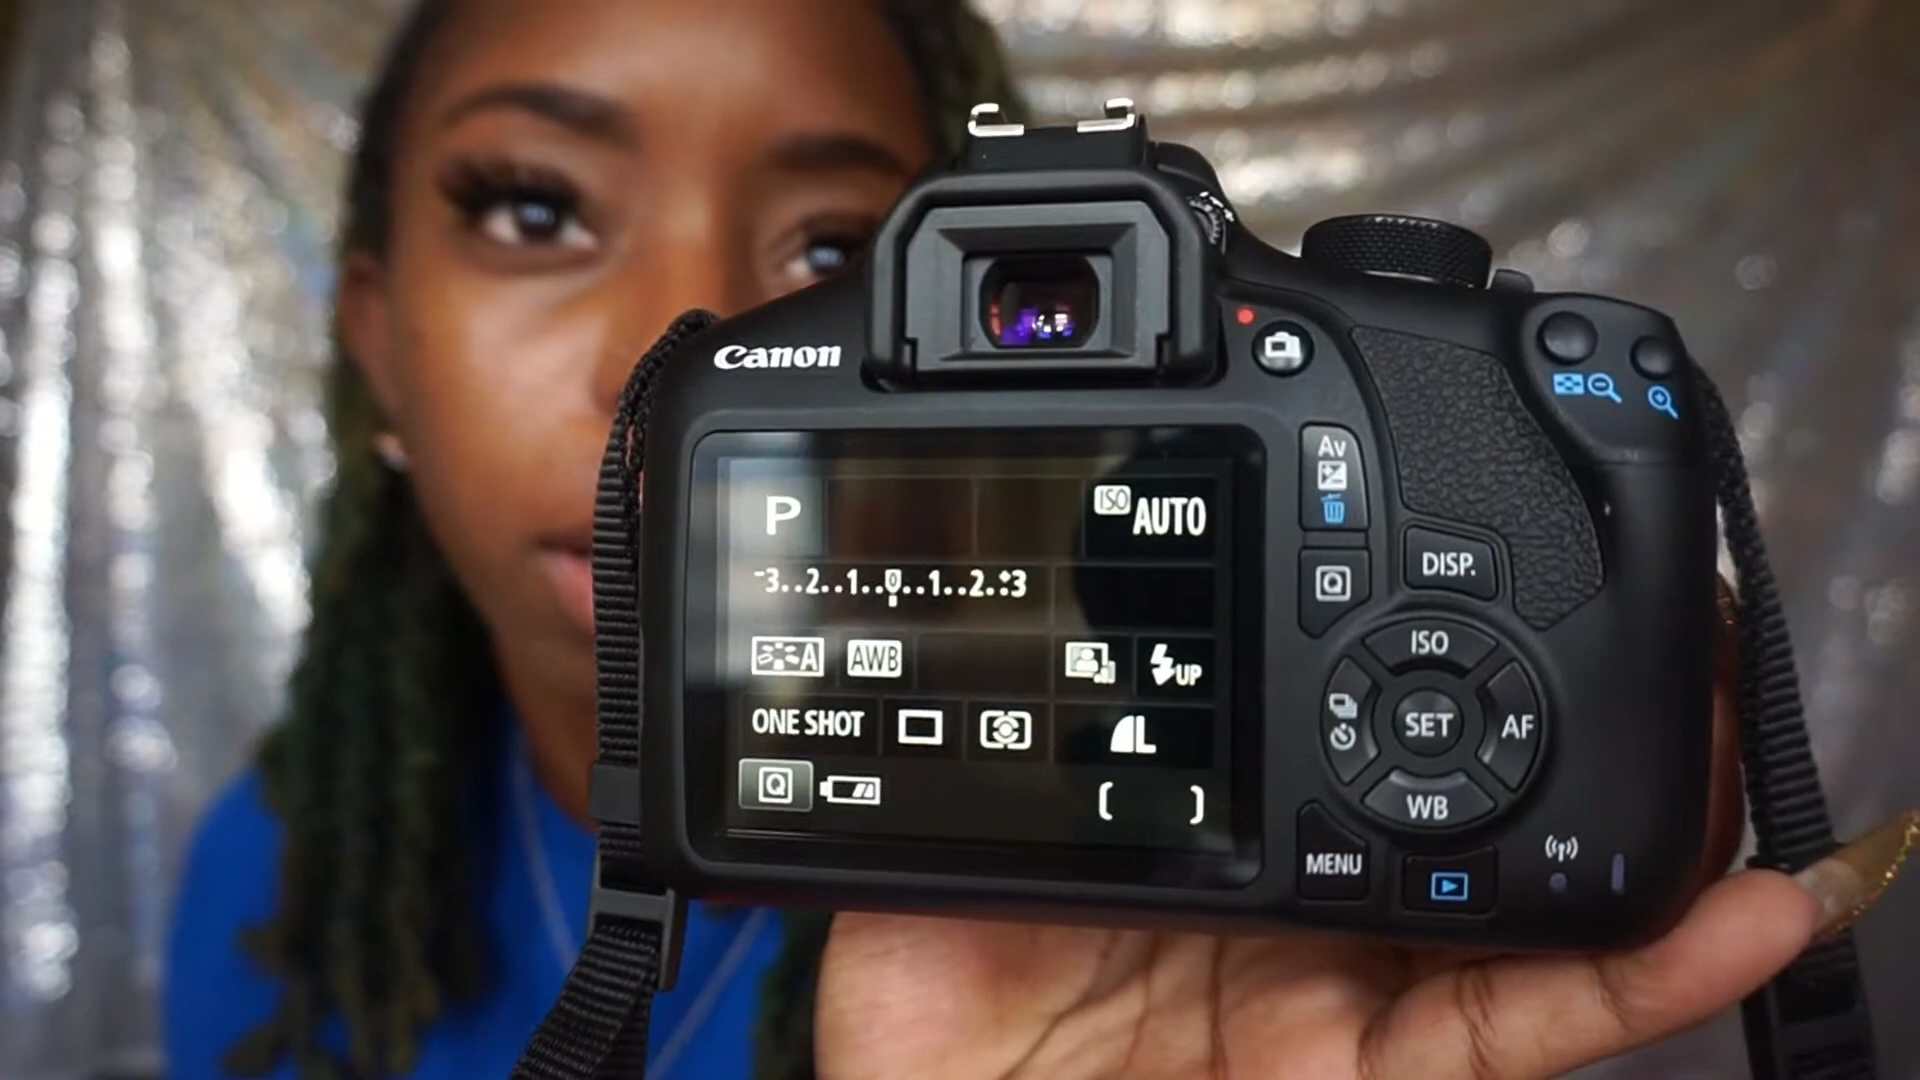 Canon
P
ISO AUTO
-3..2..1..0..1..2..+3
A AWB
UP
ONE SHOT
L
Q
[ ]
Av
Q
DISP.
ISO
SET
AF
WB
MENU